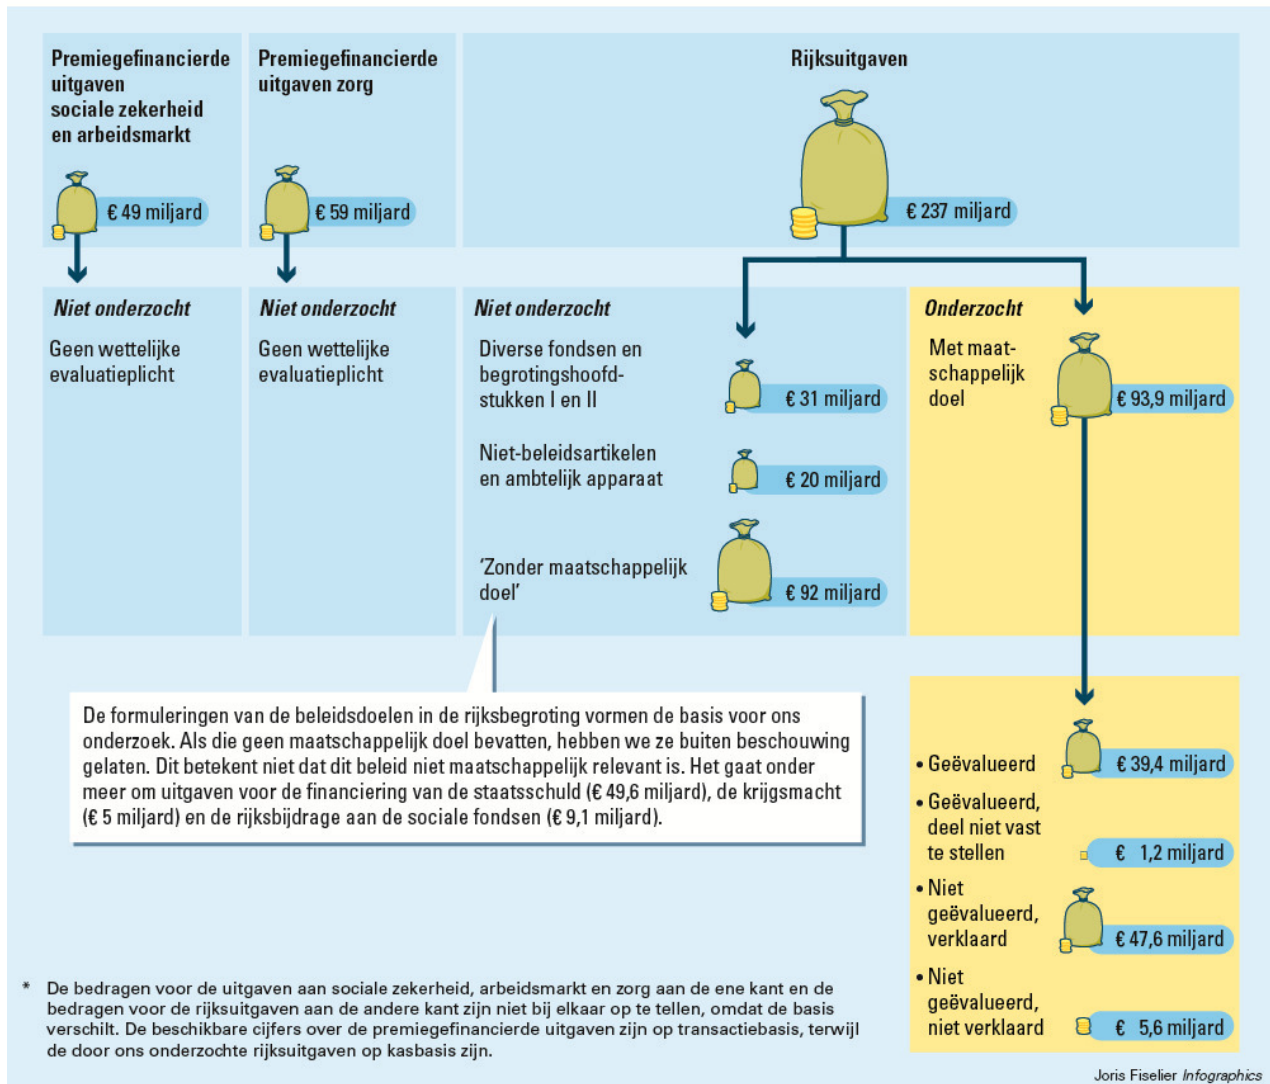 Premiegefinancierde
uitgaven
sociale zekerheid
en arbeidsmarkt
€ 49 miljard
Premiegefinancierde
uitgaven zorg
€ 59 miljard
Rijksuitgaven
€ 237 miljard
Niet onderzocht
Geen wettelijke
evaluatieplicht
Niet onderzocht
Geen wettelijke
evaluatieplicht
Niet onderzocht
Diverse fondsen en
begrotingshoofd-
stukken I en II
€ 31 miljard
Niet-beleidsartikelen
en ambtelijk apparaat
€ 20 miljard
‘Zonder maatschappelijk
doel’
€ 92 miljard
Onderzocht
Met maat-
schappelijk
doel
€ 93,9 miljard
De formuleringen van de beleidsdoelen in de rijksbegroting vormen de basis voor ons
onderzoek. Als die geen maatschappelijk doel bevatten, hebben we ze buiten beschouwing
gelaten. Dit betekent niet dat dit beleid niet maatschappelijk relevant is. Het gaat onder
meer om uitgaven voor de financiering van de staatsschuld (€ 49,6 miljard), de krijgsmacht
(€ 5 miljard) en de rijksbijdrage aan de sociale fondsen (€ 9,1 miljard).
• Geëvalueerd
€ 39,4 miljard
• Geëvalueerd,
deel niet vast
te stellen
€ 1,2 miljard
• Niet
geëvalueerd,
verklaard
€ 47,6 miljard
• Niet
geëvalueerd,
niet verklaard
€ 5,6 miljard
* De bedragen voor de uitgaven aan sociale zekerheid, arbeidsmarkt en zorg aan de ene kant en de
bedragen voor de rijksuitgaven aan de andere kant zijn niet bij elkaar op te tellen, omdat de basis
verschilt. De beschikbare cijfers over de premiegefinancierde uitgaven zijn op transactiebasis, terwijl
de door ons onderzochte rijksuitgaven op kasbasis zijn.
Joris Fiselier Infographics